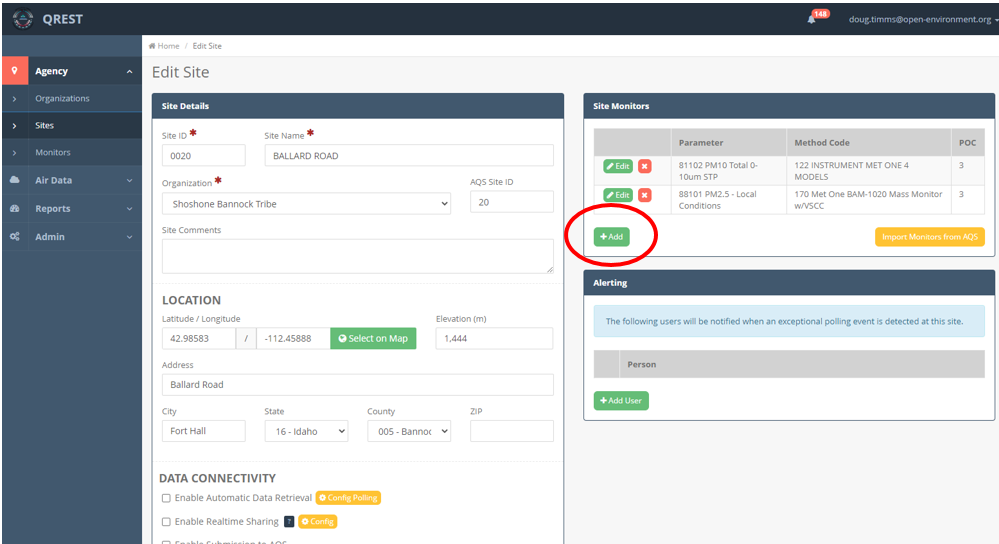 QREST
148
doug.timms@open-environment.org
Home / Edit Site
Agency
Organizations
Sites
Monitors
Air Data
Reports
Admin
Edit Site
Site Details
Site ID * Site Name *
0020 BALLARD ROAD
Organization * AQS Site ID
Shoshone Bannock Tribe 20
Site Comments
LOCATION
Latitude / Longitude Elevation (m)
42.98583 / -112.45888 Select on Map 1,444
Address
Ballard Road
City State County ZIP
Fort Hall 16 - Idaho 005 - Bannoc
DATA CONNECTIVITY
Enable Automatic Data Retrieval Config Polling
Enable Realtime Sharing ? Config
Enable Submission to AQS
Site Monitors
Parameter Method Code POC
Edit 81102 PM10 Total 0- 122 INSTRUMENT MET ONE 4 3
10um STP MODELS
Edit 88101 PM2.5 - Local 170 Met One BAM-1020 Mass Monitor 3
Conditions w/VSCC
+ Add Import Monitors from AQS
Alerting
The following users will be notified when an exceptional polling event is detected at this site.
Person
+ Add User